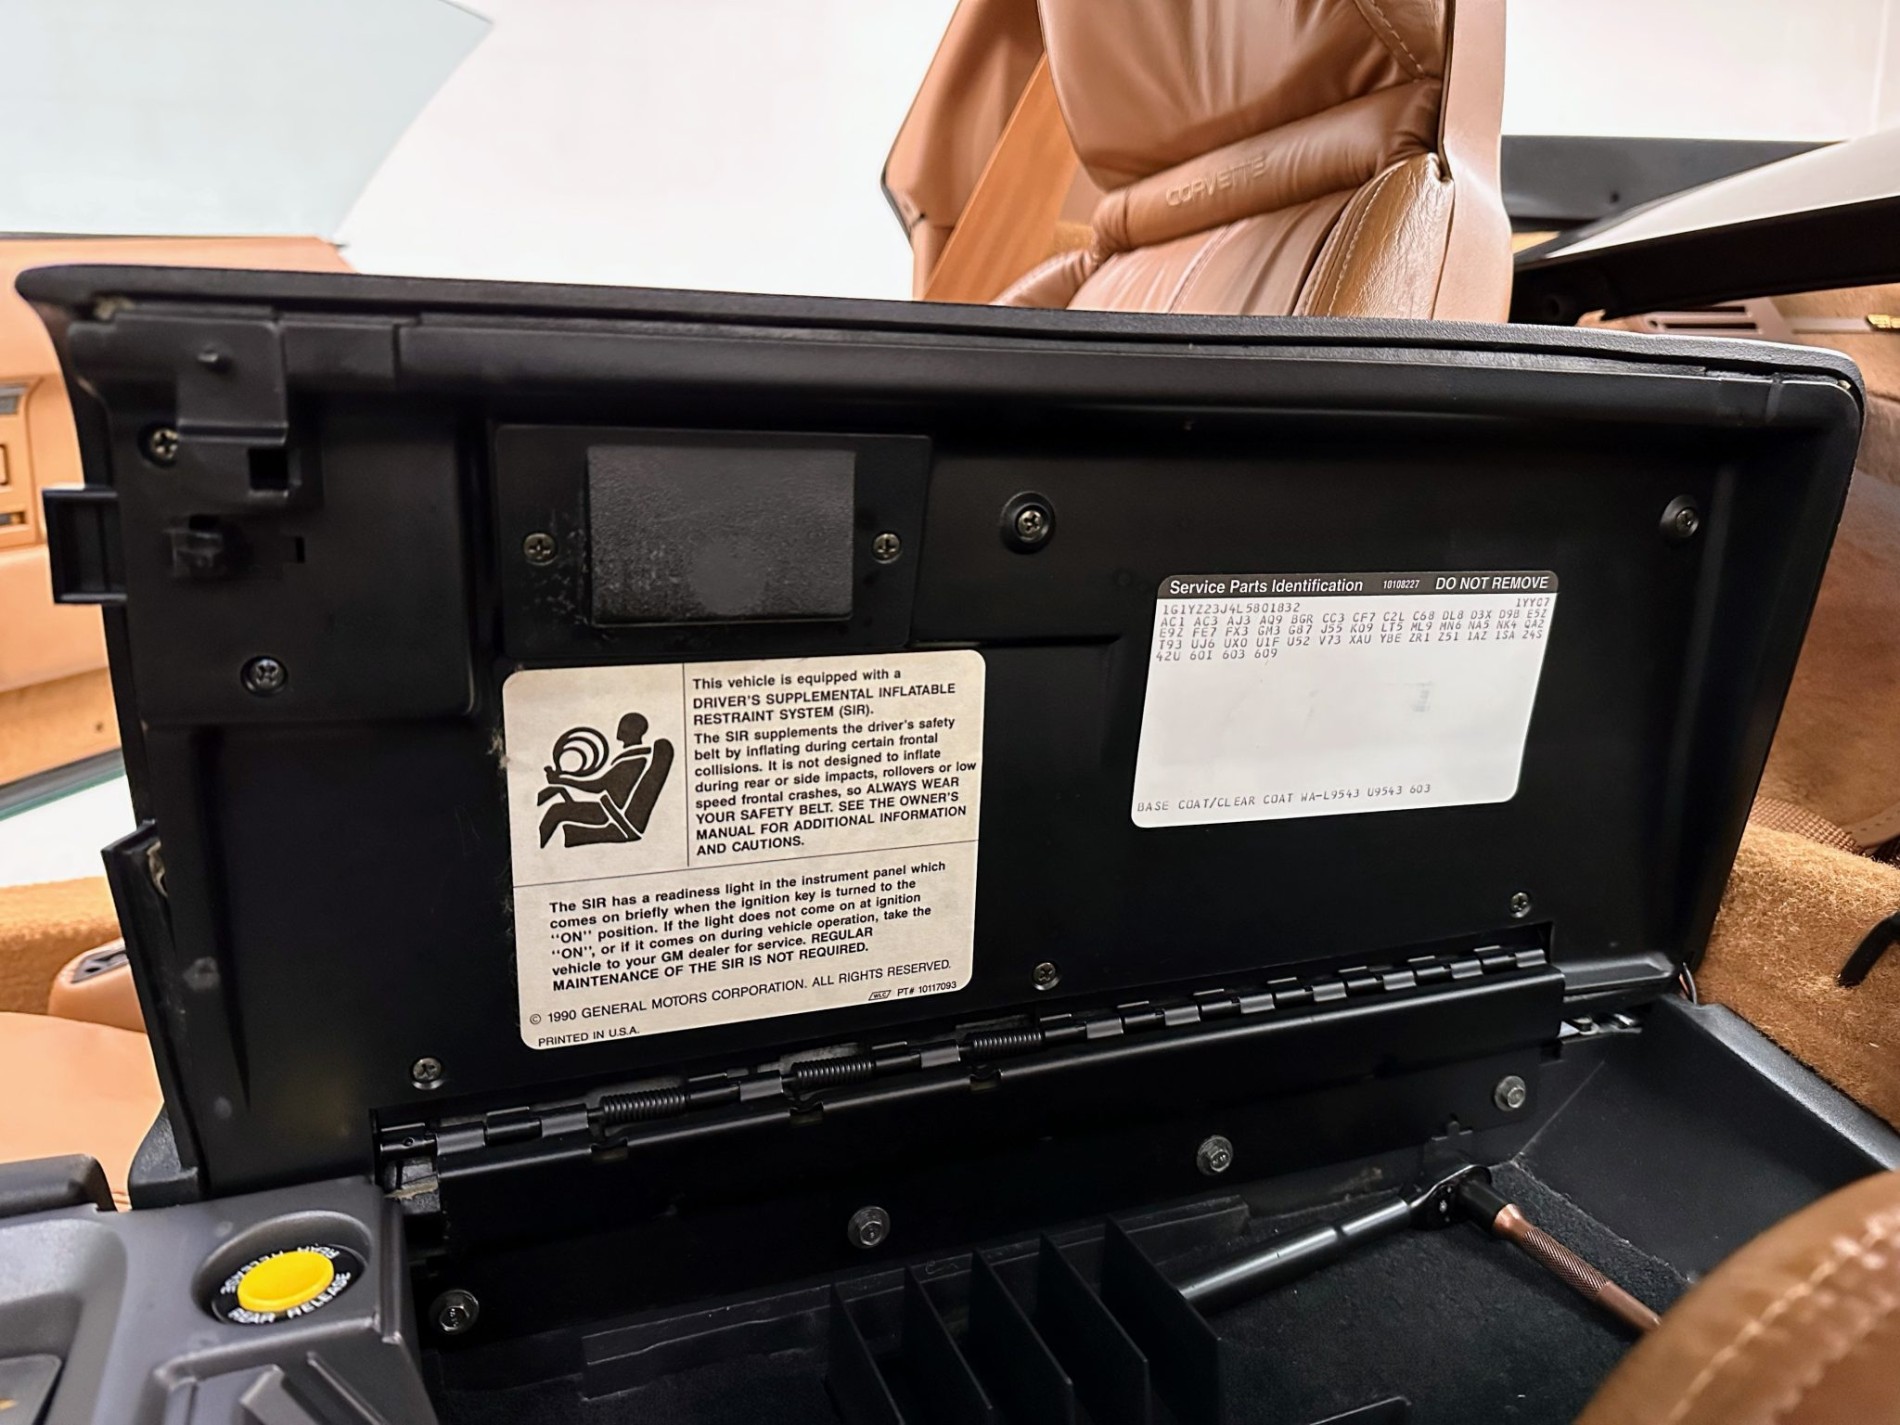 CORVETTE
Service Parts Identification 10108227 DO NOT REMOVE
1G1YZ23J4L5801832 1YY07
AC1 AC3 AJ3 AQ9 BGR CC3 CF7 C2L C68 DL8 D3X D98 E5Z
E9Z FE7 FX3 GM3 G87 J55 K09 LT5 ML9 MN6 NA5 NK4 QA2
T93 UJ6 UX0 U1F U52 V73 XAU YBE ZR1 Z51 1AZ 1SA 24S
42U 60I 603 609
BASE COAT/CLEAR COAT WA-L9543 U9543 603
This vehicle is equipped with a
DRIVER'S SUPPLEMENTAL INFLATABLE
RESTRAINT SYSTEM (SIR).
The SIR supplements the driver's safety
belt by inflating during certain frontal
collisions. It is not designed to inflate
during rear or side impacts, rollovers or low
speed frontal crashes, so ALWAYS WEAR
YOUR SAFETY BELT. SEE THE OWNER'S
MANUAL FOR ADDITIONAL INFORMATION
AND CAUTIONS.
The SIR has a readiness light in the instrument panel which
comes on briefly when the ignition key is turned to the
"ON" position. If the light does not come on at ignition
"ON", or if it comes on during vehicle operation, take the
vehicle to your GM dealer for service. REGULAR
MAINTENANCE OF THE SIR IS NOT REQUIRED.
© 1990 GENERAL MOTORS CORPORATION. ALL RIGHTS RESERVED.
PT# 10117093
PRINTED IN U.S.A.
REAR RELEASE
REAR RELEASE